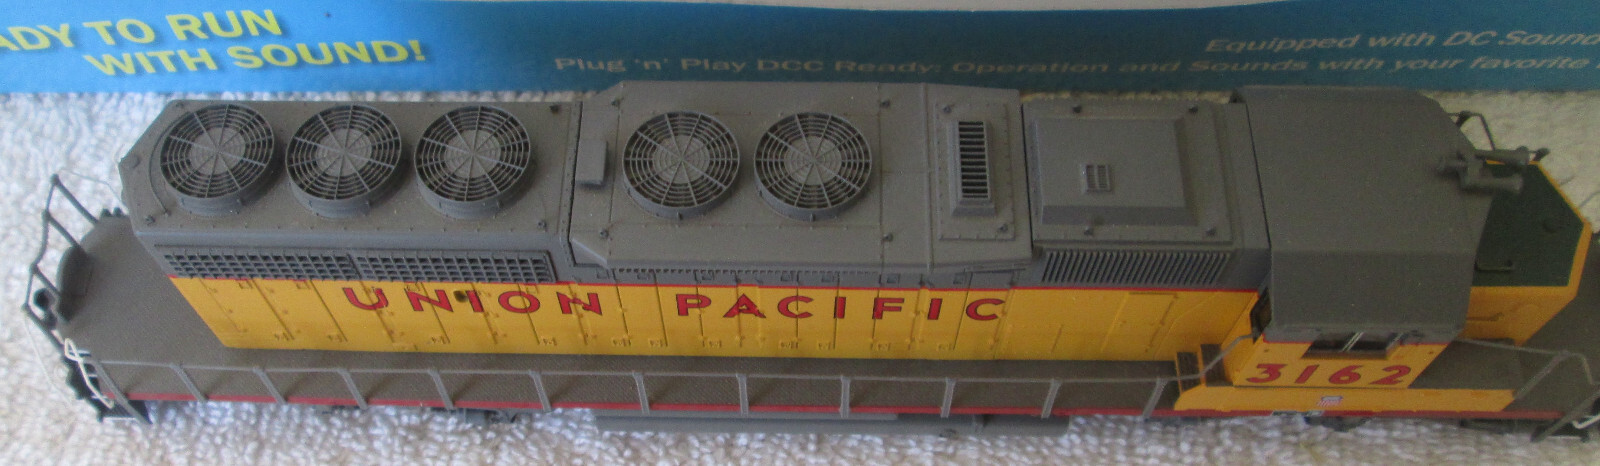 ADY TO RUN
WITH SOUND!
Equipped with DC Sound
Plug 'n' Play DCC Ready: Operation and Sounds with your favorite
UNION PACIFIC
3162